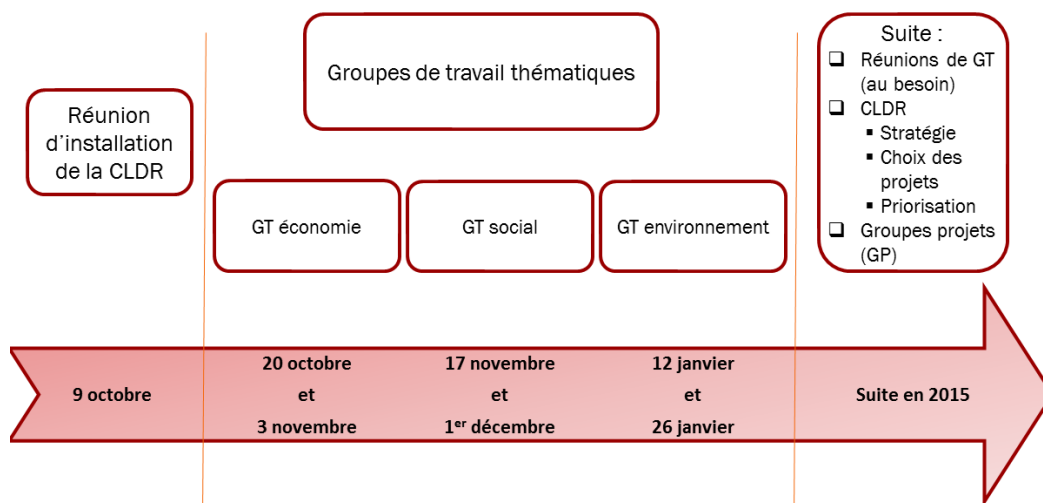 Réunion
d'installation
de la CLDR
Groupes de travail thématiques
GT économie
GT social
GT environnement
Suite :
❑ Réunions de GT
(au besoin)
❑ CLDR
▪ Stratégie
▪ Choix des
projets
▪ Priorisation
❑ Groupes projets
(GP)
9 octobre
20 octobre
et
3 novembre
17 novembre
et
1er décembre
12 janvier
et
26 janvier
Suite en 2015